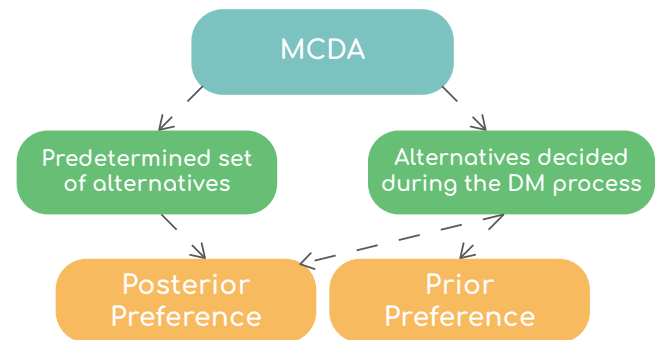 MCDA
Predetermined set
of alternatives
Alternatives decided
during the DM process
Posterior
Preference
Prior
Preference